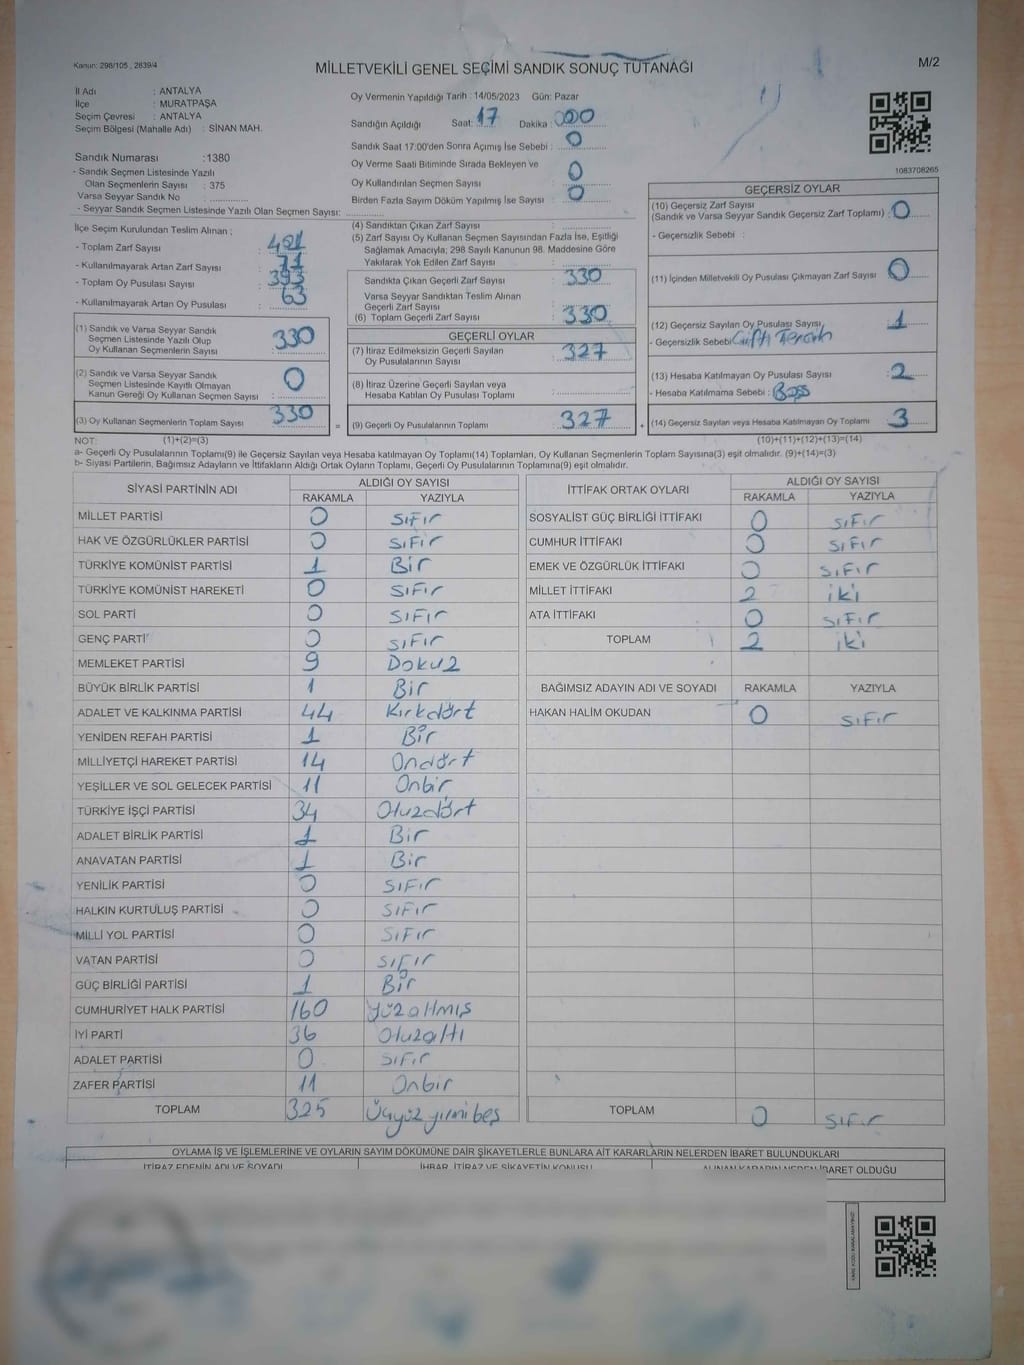 Kanun: 298/105 , 2839/4
MİLLETVEKİLİ GENEL SEÇİMİ SANDIK SONUÇ TUTANAĞI
M/2
İl Adı : ANTALYA
İlçe : MURATPAŞA
Seçim Çevresi : ANTALYA
Seçim Bölgesi (Mahalle Adı) : SİNAN MAH.
Sandık Numarası :1380
- Sandık Seçmen Listesinde Yazılı
Olan Seçmenlerin Sayısı : 375
Varsa Seyyar Sandık No
- Seyyar Sandık Seçmen Listesinde Yazılı Olan Seçmen Sayısı:
Oy Vermenin Yapıldığı Tarih : 14/05/2023 Gün: Pazar
Sandığın Açıldığı Saat: 17 Dakika : 000
Sandık Saat 17:00'den Sonra Açımış İse Sebebi : 0
Oy Verme Saati Bitiminde Sırada Bekleyen ve
Oy Kullandırılan Seçmen Sayısı 0
Birden Fazla Sayım Döküm Yapılmış İse Sayısı 0
1083708265
İlçe Seçim Kurulundan Teslim Alınan ;
- Toplam Zarf Sayısı : 401
- Kullanılmayarak Artan Zarf Sayısı : 71
- Toplam Oy Pusulası Sayısı : 393
- Kullanılmayarak Artan Oy Pusulası : 63
(1) Sandık ve Varsa Seyyar Sandık
Seçmen Listesinde Yazılı Olup
Oy Kullanan Seçmenlerin Sayısı : 330
(2) Sandık ve Varsa Seyyar Sandık
Seçmen Listesinde Kayıtlı Olmayan
Kanun Gereği Oy Kullanan Seçmen Sayısı : 0
(3) Oy Kullanan Seçmenlerin Toplam Sayısı : 330 =
(4) Sandıktan Çıkan Zarf Sayısı :
(5) Zarf Sayısı Oy Kullanan Seçmen Sayısından Fazla İse, Eşitliği
Sağlamak Amacıyla; 298 Sayılı Kanunun 98. Maddesine Göre
Yakılarak Yok Edilen Zarf Sayısı :
Sandıkta Çıkan Geçerli Zarf Sayısı : 330
Varsa Seyyar Sandıktan Teslim Alınan
Geçerli Zarf Sayısı :
(6) Toplam Geçerli Zarf Sayısı : 330
GEÇERLİ OYLAR
(7) İtiraz Edilmeksizin Geçerli Sayılan
Oy Pusulalarının Sayısı : 327
(8) İtiraz Üzerine Geçerli Sayılan veya
Hesaba Katılan Oy Pusulası Toplamı :
(9) Geçerli Oy Pusulalarının Toplamı : 327 +
GEÇERSİZ OYLAR
(10) Geçersiz Zarf Sayısı
(Sandık ve Varsa Seyyar Sandık Geçersiz Zarf Toplamı) : 0
- Geçersizlik Sebebi :
(11) İçinden Milletvekili Oy Pusulası Çıkmayan Zarf Sayısı : 0
(12) Geçersiz Sayılan Oy Pusulası Sayısı : 1
- Geçersizlik Sebebi: Çifti
(13) Hesaba Katılmayan Oy Pusulası Sayısı : 2
- Hesaba Katılmama Sebebi : Boş
(14) Geçersiz Sayılan veya Hesaba Katılmayan Oy Toplamı : 3
NOT: (1)+(2)=(3) (10)+(11)+(12)+(13)=(14)
a- Geçerli Oy Pusulalarının Toplamı(9) ile Geçersiz Sayılan veya Hesaba katılmayan Oy Toplamı(14) Toplamları, Oy Kullanan Seçmenlerin Toplam Sayısına(3) eşit olmalıdır. (9)+(14)=(3)
b- Siyasi Partilerin, Bağımsız Adayların ve İttifakların Aldığı Ortak Oyların Toplamı, Geçerli Oy Pusulalarının Toplamına(9) eşit olmalıdır.
SİYASİ PARTİNİN ADI ALDIĞI OY SAYISI
RAKAMLA YAZIYLA
MİLLET PARTİSİ 0 SIFIR
HAK VE ÖZGÜRLÜKLER PARTİSİ 0 SIFIR
TÜRKİYE KOMÜNİST PARTİSİ 1 Bir
TÜRKİYE KOMÜNİST HAREKETİ 0 SIFIR
SOL PARTİ 0 SIFIR
GENÇ PARTİ 0 SIFIR
MEMLEKET PARTİSİ 9 Dokuz
BÜYÜK BİRLİK PARTİSİ 1 Bir
ADALET VE KALKINMA PARTİSİ 44 Kırkdört
YENİDEN REFAH PARTİSİ 1 Bir
MİLLİYETÇİ HAREKET PARTİSİ 14 Ondört
YEŞİLLER VE SOL GELECEK PARTİSİ 11 Onbir
TÜRKİYE İŞÇİ PARTİSİ 34 Otuzdört
ADALET BİRLİK PARTİSİ 1 Bir
ANAVATAN PARTİSİ 1 Bir
YENİLİK PARTİSİ 0 SIFIR
HALKIN KURTULUŞ PARTİSİ 0 SIFIR
MİLLİ YOL PARTİSİ 0 SIFIR
VATAN PARTİSİ 0 SIFIR
GÜÇ BİRLİĞİ PARTİSİ 1 Bir
CUMHURİYET HALK PARTİSİ 160 yüzaltmış
İYİ PARTİ 36 Otuzaltı
ADALET PARTİSİ 0 SIFIR
ZAFER PARTİSİ 11 Onbir
TOPLAM 325 Üçyüz yirmibeş
İTTİFAK ORTAK OYLARI ALDIĞI OY SAYISI
RAKAMLA YAZIYLA
SOSYALİST GÜÇ BİRLİĞİ İTTİFAKI 0 SIFIR
CUMHUR İTTİFAKI 0 SIFIR
EMEK VE ÖZGÜRLÜK İTTİFAKI 0 SIFIR
MİLLET İTTİFAKI 2 iki
ATA İTTİFAKI 0 SIFIR
TOPLAM 2 iki
BAĞIMSIZ ADAYIN ADI VE SOYADI RAKAMLA YAZIYLA
HAKAN HALİM OKUDAN 0 SIFIR
TOPLAM 0 SIFIR
OYLAMA İŞ VE İŞLEMLERİNE VE OYLARIN SAYIM DÖKÜMÜNE DAİR ŞİKAYETLERLE BUNLARA AİT KARARLARIN NELERDEN İBARET BULUNDUKLARI
İTİRAZ EDENİN ADI VE SOYADI İHBAR, İTİRAZ VE ŞİKAYETİN KONUSU ALINAN KARARIN NEDEN İBARET OLDUĞU